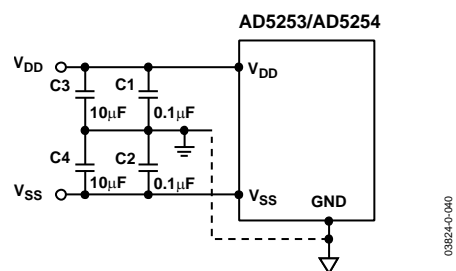 AD5253/AD5254
VDD
VDD
C3
C1
10μF
0.1μF
C4
C2
10μF
0.1μF
VSS
VSS
GND
03824-0-040